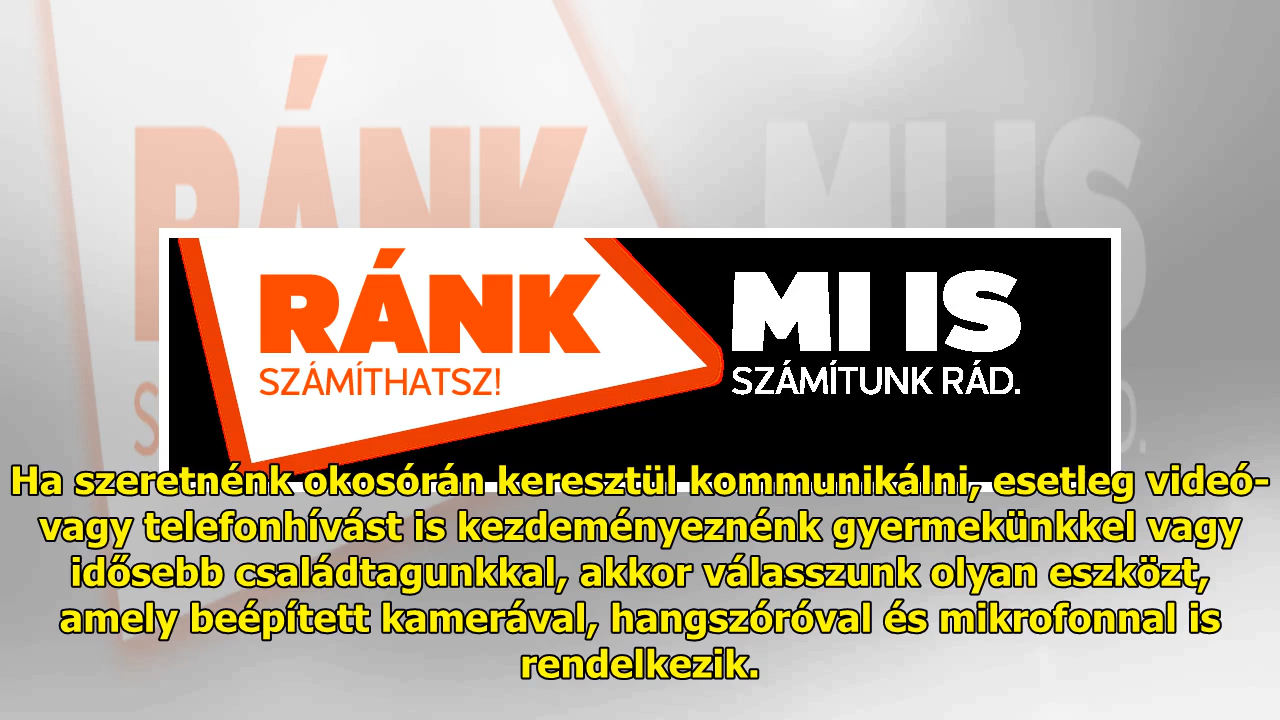 RÁNK
SZÁMÍTHATSZ!
MI IS
SZÁMÍTUNK RÁD.
Ha szeretnénk okosórán keresztül kommunikálni, esetleg videó-
vagy telefonhívást is kezdeményeznénk gyermekünkkel vagy
idősebb családtagunkkal, akkor válasszunk olyan eszközt,
amely beépített kamerával, hangszóróval és mikrofonnal is
rendelkezik.